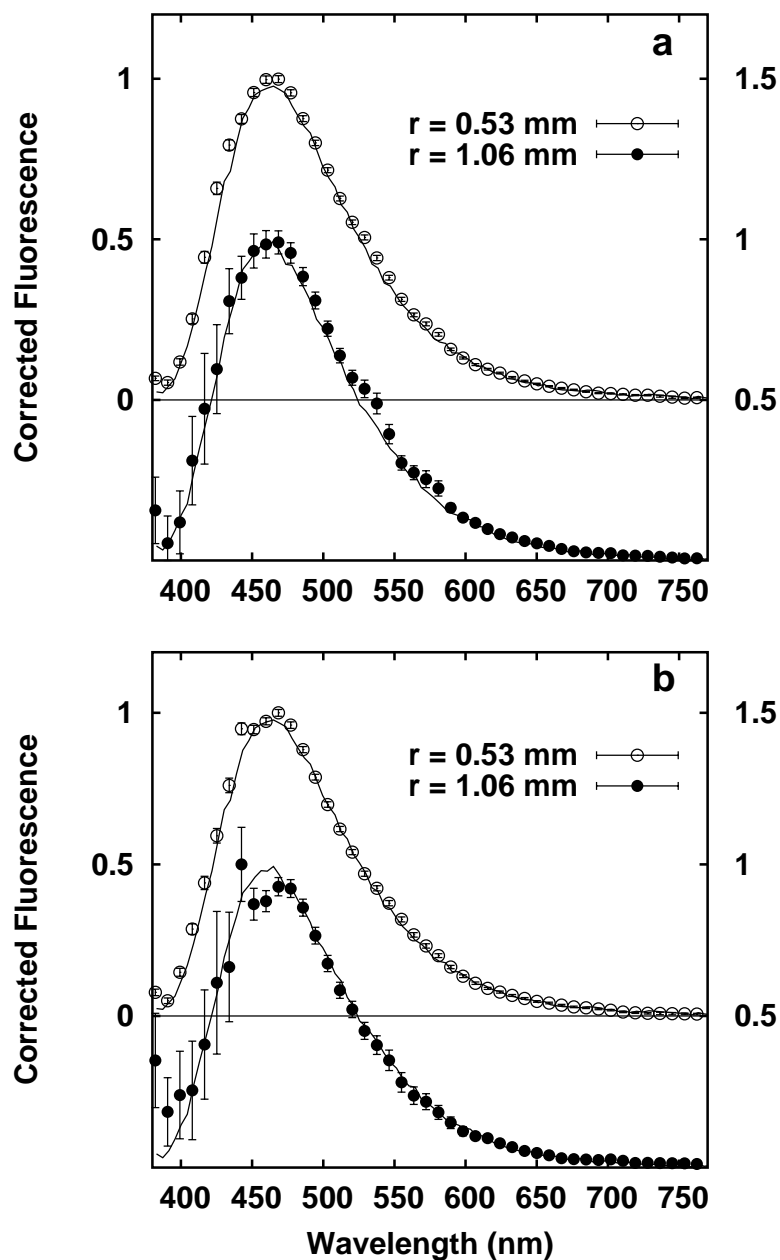 a
1 1.5
r = 0.53 mm
r = 1.06 mm
0.5 1
0 0.5
Corrected Fluorescence
400 450 500 550 600 650 700 750
b
1 1.5
r = 0.53 mm
r = 1.06 mm
0.5 1
0 0.5
Corrected Fluorescence
400 450 500 550 600 650 700 750
Wavelength (nm)